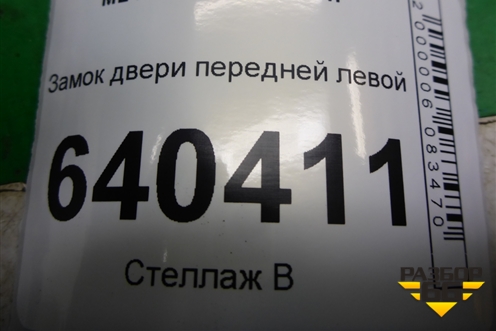 Замок двери передней левой
640411
Стеллаж В
2000006083470
РАЗБОР